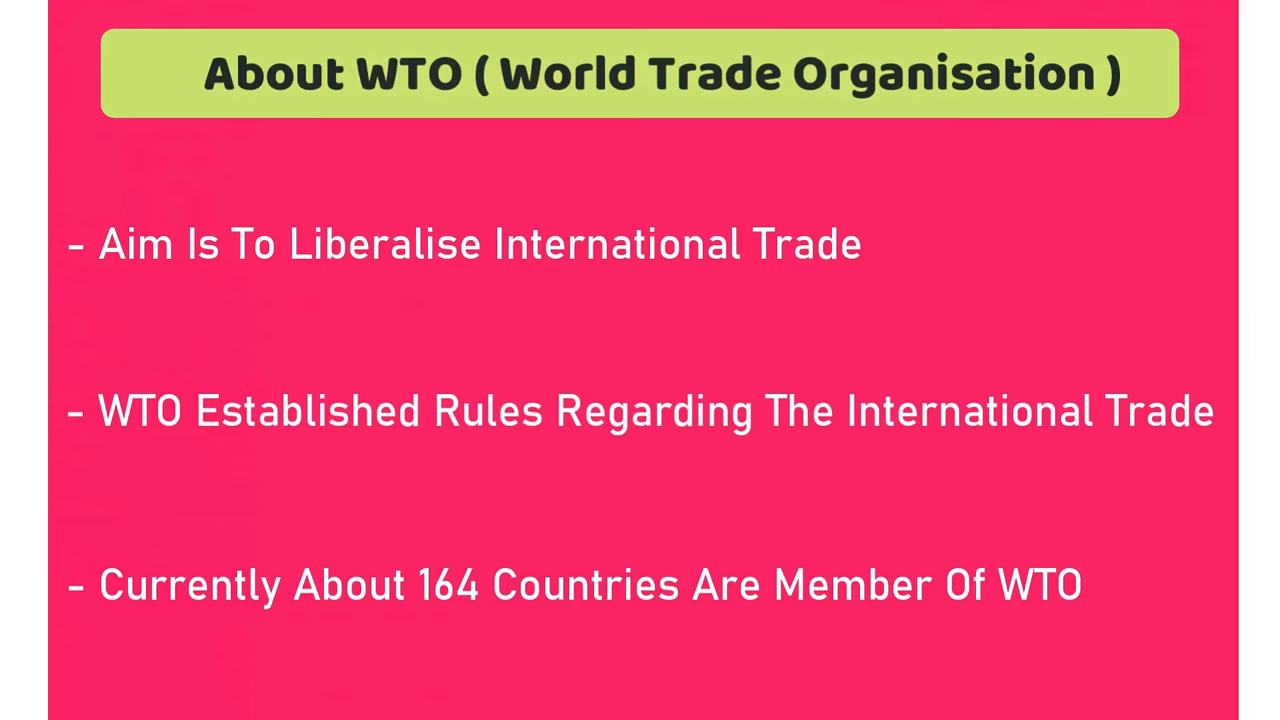 About WTO ( World Trade Organisation )
- Aim Is To Liberalise International Trade
- WTO Established Rules Regarding The International Trade
- Currently About 164 Countries Are Member Of WTO